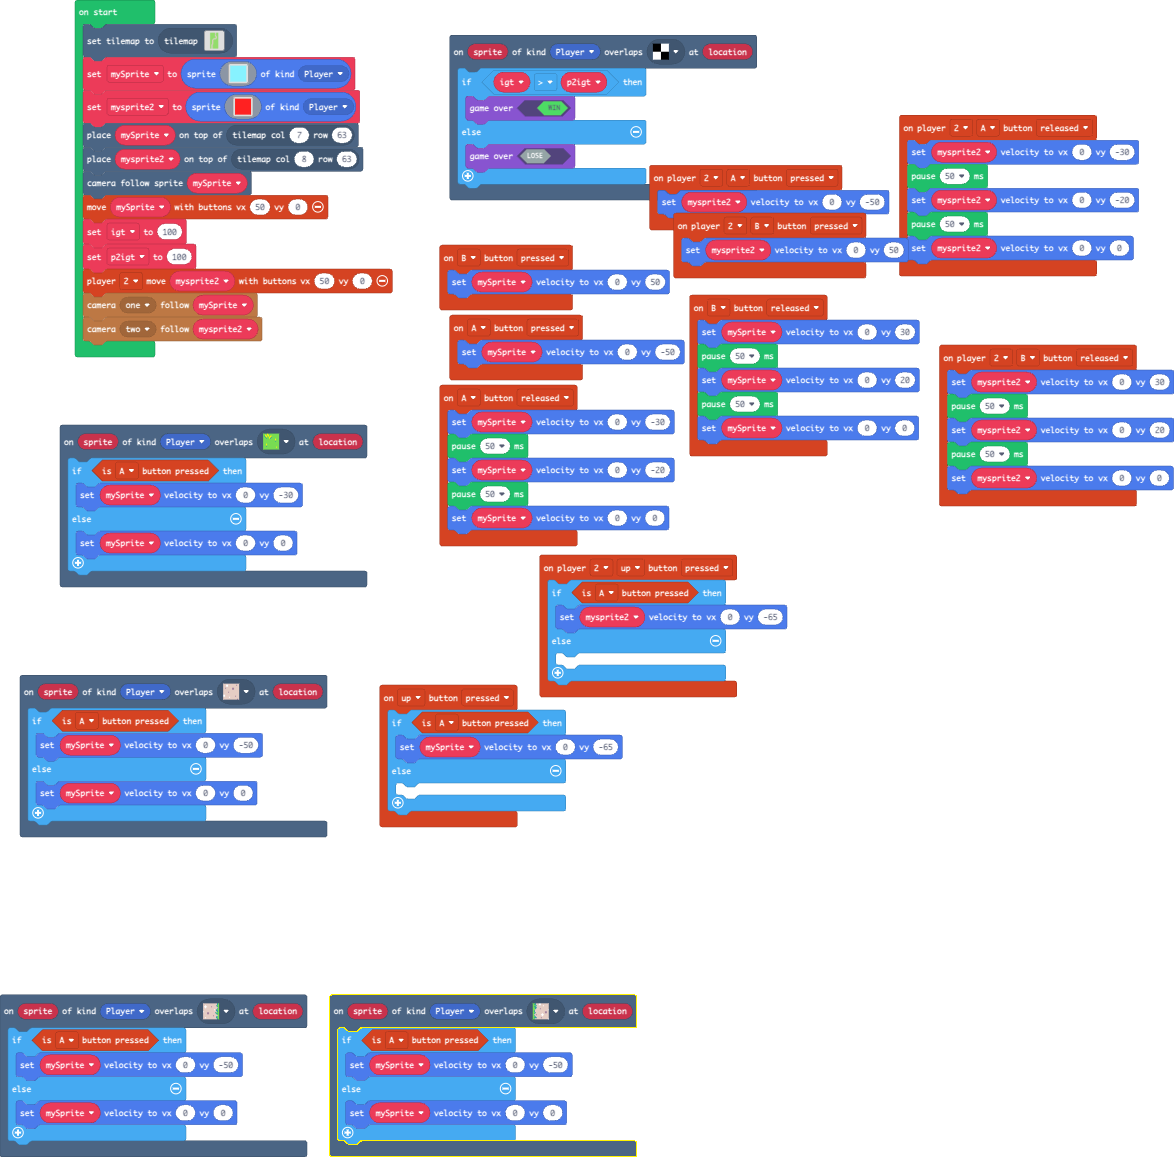 on start
set tilemap to tilemap
set mySprite to sprite of kind Player
set mysprite2 to sprite of kind Player
place mySprite on top of tilemap col 7 row 63
place mysprite2 on top of tilemap col 8 row 63
camera follow sprite mySprite
move mySprite with buttons vx 50 vy 0
set igt to 100
set p2igt to 100
player 2 move mysprite2 with buttons vx 50 vy 0
camera one follow mySprite
camera two follow mysprite2
on sprite of kind Player overlaps at location
if igt > p2igt then
game over WIN
else
game over LOSE
on player 2 A button pressed
set mysprite2 velocity to vx 0 vy -50
on player 2 B button pressed
set mysprite2 velocity to vx 0 vy 50
on player 2 A button released
set mysprite2 velocity to vx 0 vy -30
pause 50 ms
set mysprite2 velocity to vx 0 vy -20
pause 50 ms
set mysprite2 velocity to vx 0 vy 0
on B button pressed
set mySprite velocity to vx 0 vy 50
on A button pressed
set mySprite velocity to vx 0 vy -50
on A button released
set mySprite velocity to vx 0 vy -30
pause 50 ms
set mySprite velocity to vx 0 vy -20
pause 50 ms
set mySprite velocity to vx 0 vy 0
on B button released
set mySprite velocity to vx 0 vy 30
pause 50 ms
set mySprite velocity to vx 0 vy 20
pause 50 ms
set mySprite velocity to vx 0 vy 0
on player 2 B button released
set mysprite2 velocity to vx 0 vy 30
pause 50 ms
set mysprite2 velocity to vx 0 vy 20
pause 50 ms
set mysprite2 velocity to vx 0 vy 0
on sprite of kind Player overlaps at location
if is A button pressed then
set mySprite velocity to vx 0 vy -30
else
set mySprite velocity to vx 0 vy 0
on player 2 up button pressed
if is A button pressed then
set mysprite2 velocity to vx 0 vy -65
else
on sprite of kind Player overlaps at location
if is A button pressed then
set mySprite velocity to vx 0 vy -50
else
set mySprite velocity to vx 0 vy 0
on up button pressed
if is A button pressed then
set mySprite velocity to vx 0 vy -65
else
on sprite of kind Player overlaps at location
if is A button pressed then
set mySprite velocity to vx 0 vy -50
else
set mySprite velocity to vx 0 vy 0
on sprite of kind Player overlaps at location
if is A button pressed then
set mySprite velocity to vx 0 vy -50
else
set mySprite velocity to vx 0 vy 0